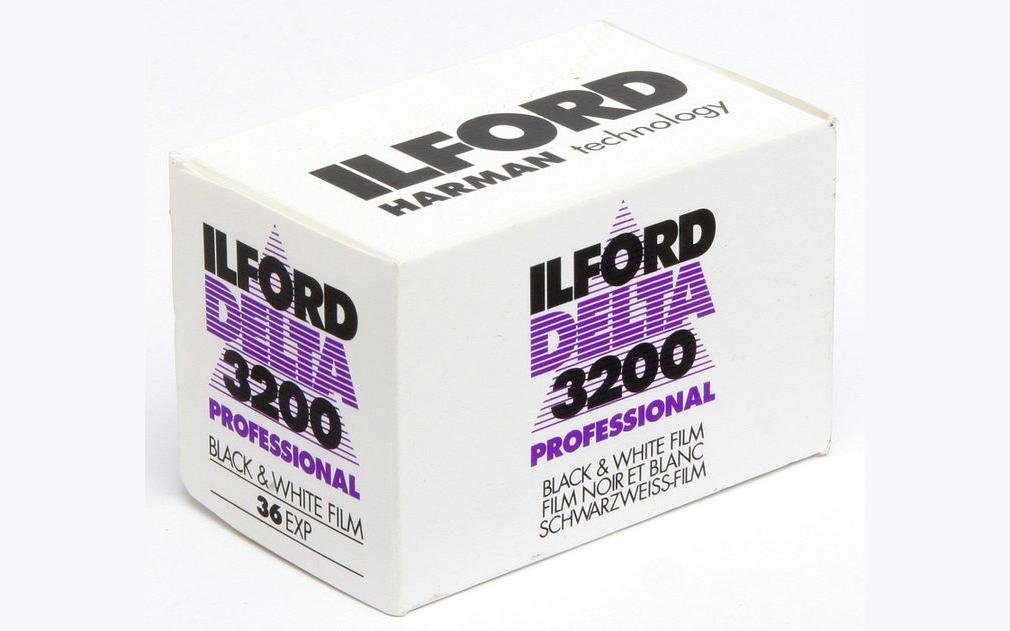 ILFORD
HARMAN technology
ILFORD
DELTA
3200
PROFESSIONAL
BLACK & WHITE FILM
36 EXP
ILFORD
DELTA
3200
PROFESSIONAL
BLACK & WHITE FILM
FILM NOIR ET BLANC
SCHWARZWEISS-FILM